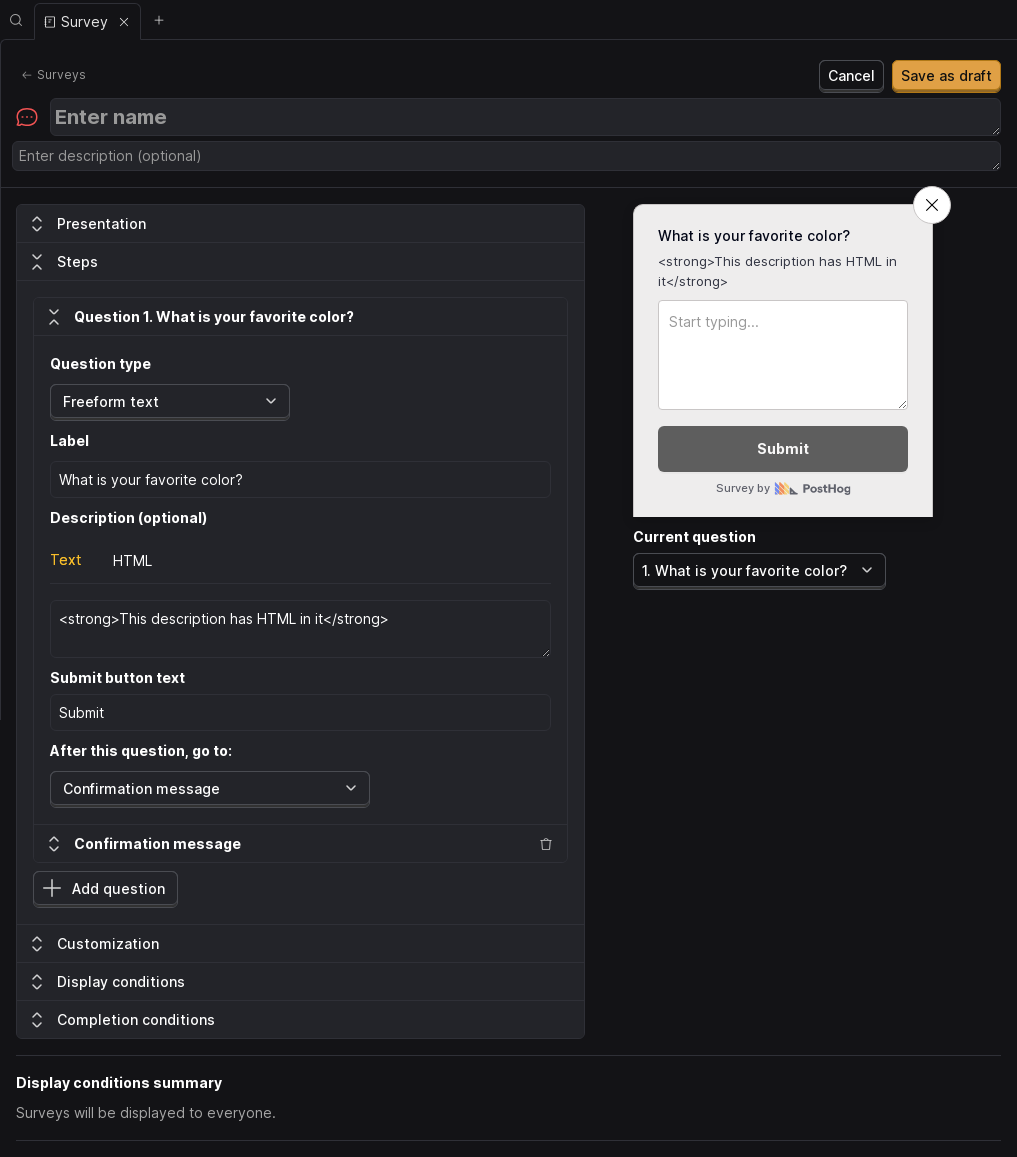 Survey
Surveys
Cancel
Save as draft
Enter name
Enter description (optional)
Presentation
Steps
Question 1. What is your favorite color?
Question type
Freeform text
Label
What is your favorite color?
Description (optional)
Text
HTML
<strong>This description has HTML in it</strong>
Submit button text
Submit
After this question, go to:
Confirmation message
Confirmation message
Add question
Customization
Display conditions
Completion conditions
What is your favorite color?
<strong>This description has HTML in
it</strong>
Start typing...
Submit
Survey by PostHog
Current question
1. What is your favorite color?
Display conditions summary
Surveys will be displayed to everyone.